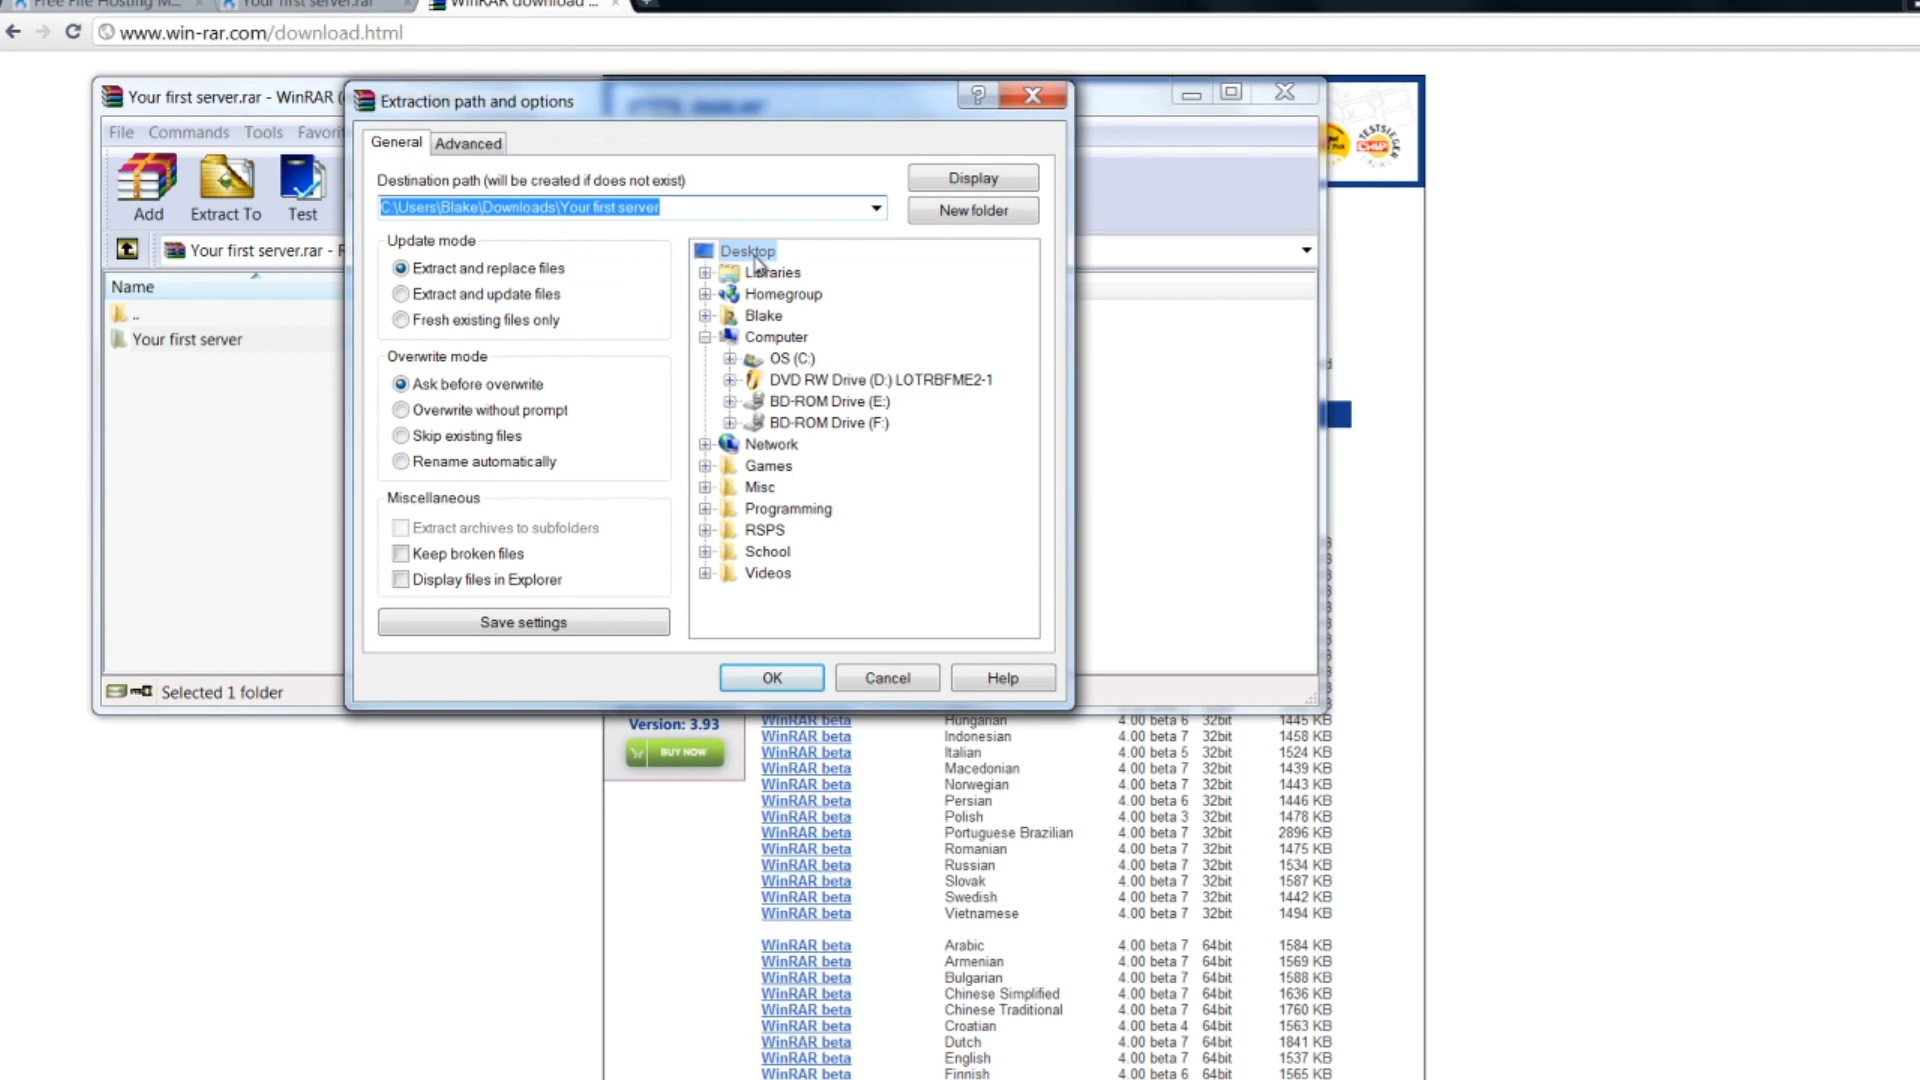 Free File Hosting M...
Your first server.rar
WinRAR download ...
www.win-rar.com/download.html
Your first server.rar - WinRAR (
Extraction path and options
File Commands Tools Favori
General Advanced
Add Extract To Test
Destination path (will be created if does not exist)
C:\Users\Blake\Downloads\Your first server
Display
New folder
Your first server.rar - R
Name
..
Your first server
Update mode
Extract and replace files
Extract and update files
Fresh existing files only
Overwrite mode
Ask before overwrite
Overwrite without prompt
Skip existing files
Rename automatically
Miscellaneous
Extract archives to subfolders
Keep broken files
Display files in Explorer
Save settings
Desktop
Libraries
Homegroup
Blake
Computer
OS (C:)
DVD RW Drive (D:) LOTRBFME2-1
BD-ROM Drive (E:)
BD-ROM Drive (F:)
Network
Games
Misc
Programming
RSPS
School
Videos
OK Cancel Help
Selected 1 folder
TESTSIEGER
CHIP
Version: 3.93
BUY NOW
WinRAR beta Hungarian 4.00 beta 6 32bit 1445 KB
WinRAR beta Indonesian 4.00 beta 7 32bit 1458 KB
WinRAR beta Italian 4.00 beta 5 32bit 1524 KB
WinRAR beta Macedonian 4.00 beta 7 32bit 1439 KB
WinRAR beta Norwegian 4.00 beta 7 32bit 1443 KB
WinRAR beta Persian 4.00 beta 6 32bit 1446 KB
WinRAR beta Polish 4.00 beta 3 32bit 1478 KB
WinRAR beta Portuguese Brazilian 4.00 beta 7 32bit 2896 KB
WinRAR beta Romanian 4.00 beta 7 32bit 1475 KB
WinRAR beta Russian 4.00 beta 7 32bit 1534 KB
WinRAR beta Slovak 4.00 beta 7 32bit 1587 KB
WinRAR beta Swedish 4.00 beta 7 32bit 1442 KB
WinRAR beta Vietnamese 4.00 beta 7 32bit 1494 KB
WinRAR beta Arabic 4.00 beta 7 64bit 1584 KB
WinRAR beta Armenian 4.00 beta 7 64bit 1569 KB
WinRAR beta Bulgarian 4.00 beta 7 64bit 1588 KB
WinRAR beta Chinese Simplified 4.00 beta 7 64bit 1636 KB
WinRAR beta Chinese Traditional 4.00 beta 7 64bit 1760 KB
WinRAR beta Croatian 4.00 beta 4 64bit 1563 KB
WinRAR beta Dutch 4.00 beta 7 64bit 1841 KB
WinRAR beta English 4.00 beta 7 64bit 1537 KB
WinRAR beta Finnish 4.00 beta 6 64bit 1565 KB